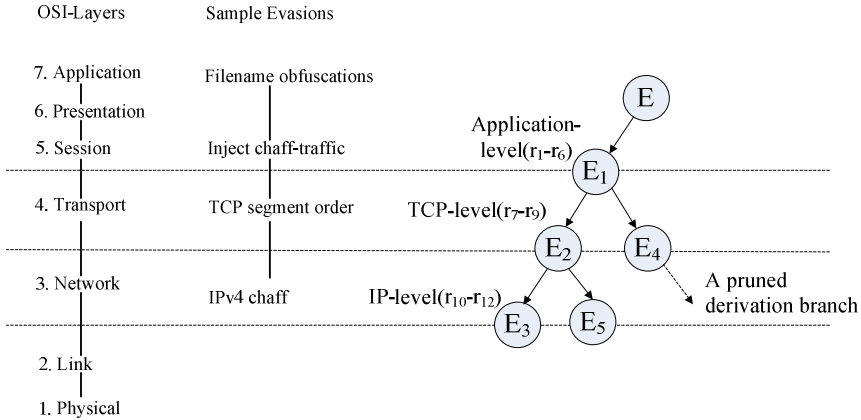 OSI-Layers
Sample Evasions
7. Application
Filename obfuscations
6. Presentation
5. Session
Inject chaff-traffic
4. Transport
TCP segment order
3. Network
IPv4 chaff
2. Link
1. Physical
E
Application-
level(r₁-r₆)
E₁
TCP-level(r₇-r₉)
E₂
E₄
IP-level(r₁₀-r₁₂)
A pruned
derivation branch
E₃
E₅